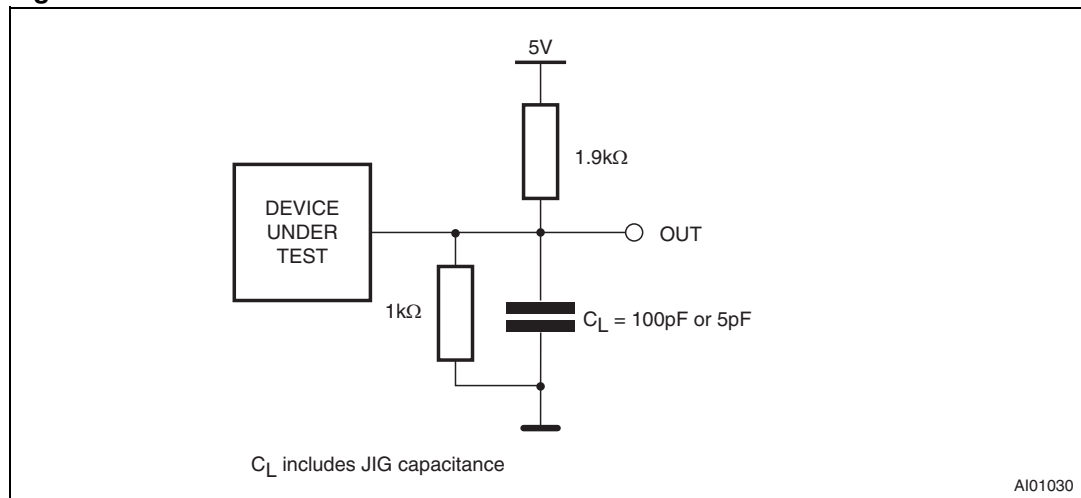 5V
1.9kΩ
DEVICE
UNDER
TEST
OUT
1kΩ
CL = 100pF or 5pF
CL includes JIG capacitance
AI01030